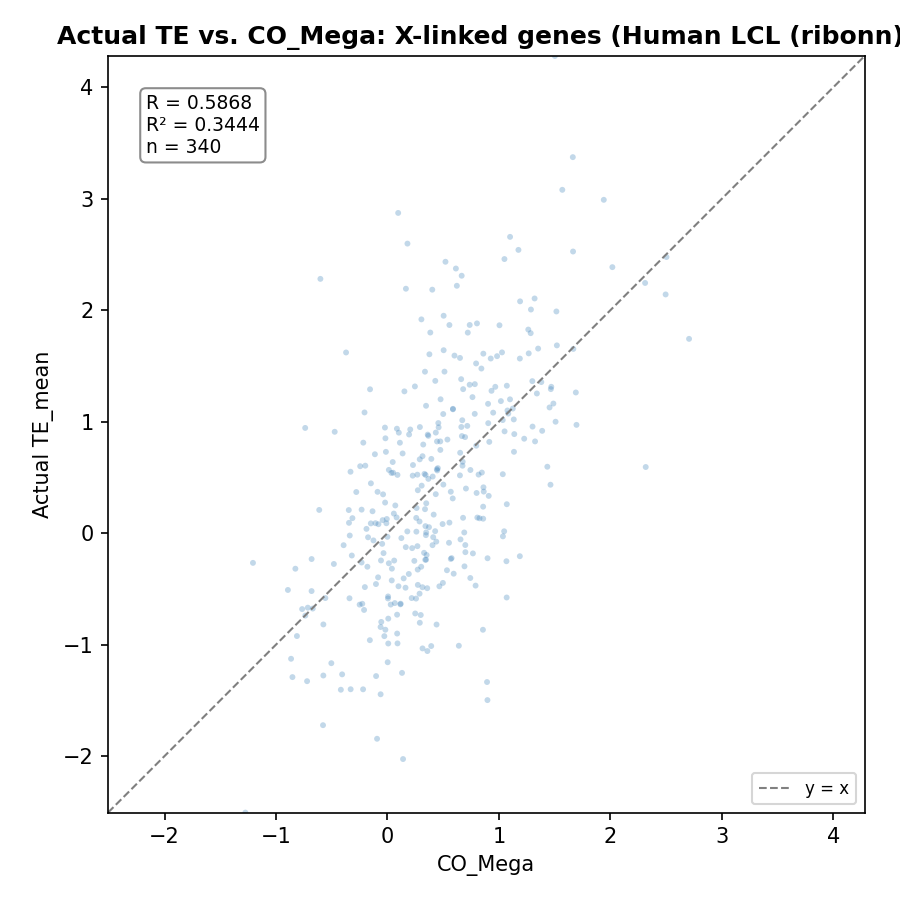 Actual TE vs. CO_Mega: X-linked genes (Human LCL (ribonn)
R = 0.5868
R² = 0.3444
n = 340
4
3
2
1
0
−1
−2
Actual TE_mean
y = x
−2 −1 0 1 2 3 4
CO_Mega